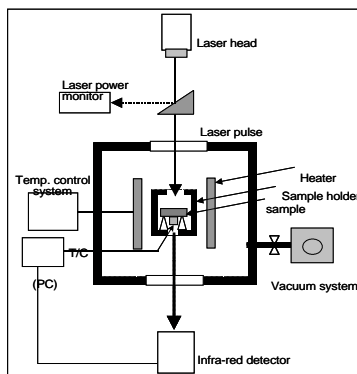 Laser head
Laser power
monitor
Laser pulse
Temp. control
system
Heater
Sample holder
sample
T/C
(PC)
Vacuum system
Infra-red detector